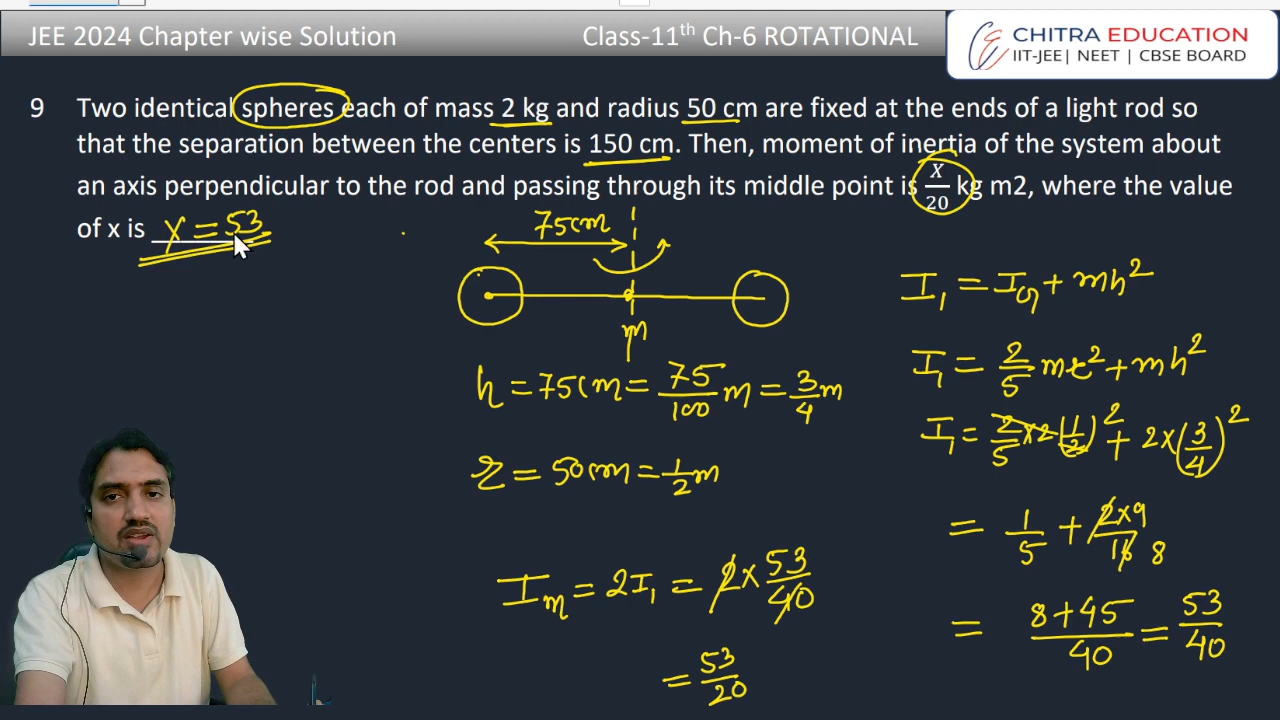 JEE 2024 Chapter wise Solution
Class-11th Ch-6 ROTATIONAL
CHITRA EDUCATION
IIT-JEE| NEET | CBSE BOARD
9 Two identical spheres each of mass 2 kg and radius 50 cm are fixed at the ends of a light rod so
that the separation between the centers is 150 cm. Then, moment of inertia of the system about
an axis perpendicular to the rod and passing through its middle point is X/20 kg m2, where the value
of x is ______ X = 53
75cm
m
h = 75cm = 75/100 m = 3/4 m
r = 50cm = 1/2 m
Im = 2I1 = 2 x 53/40
= 53/20
I1 = IG + mh²
I1 = 2/5 mr² + mh²
I1 = 2/5 x 2 (1/2)² + 2 x (3/4)²
= 1/5 + 2x9/16 8
= 8+45/40 = 53/40